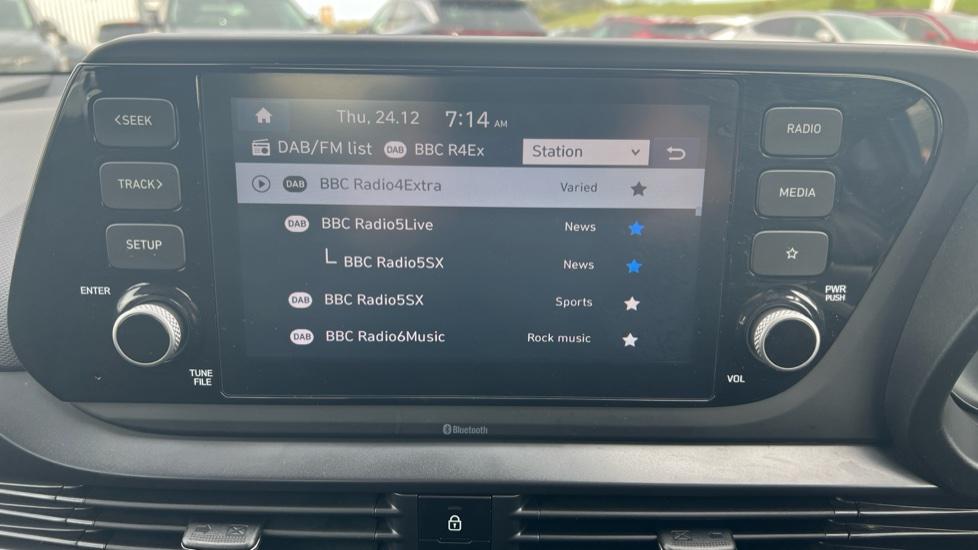 <SEEK
TRACK>
SETUP
ENTER
TUNE
FILE
Thu, 24.12 7:14 AM
DAB/FM list DAB BBC R4Ex Station
DAB BBC Radio4Extra Varied
DAB BBC Radio5Live News
BBC Radio5SX News
DAB BBC Radio5SX Sports
DAB BBC Radio6Music Rock music
RADIO
MEDIA
PWR
PUSH
VOL
Bluetooth